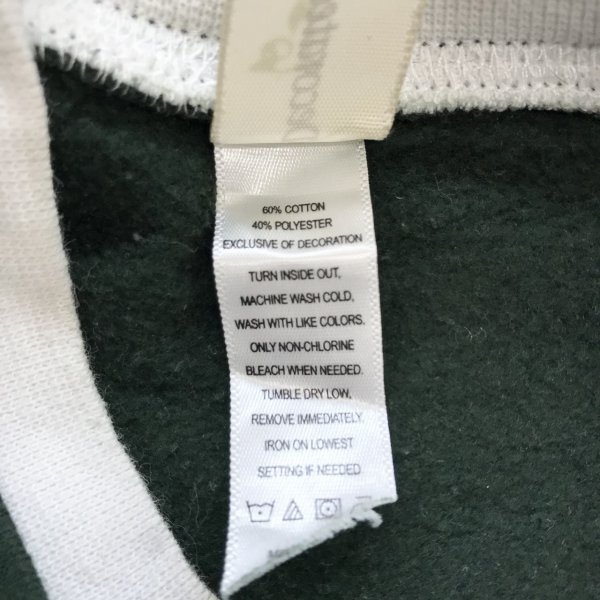 60% COTTON
40% POLYESTER
EXCLUSIVE OF DECORATION
TURN INSIDE OUT,
MACHINE WASH COLD,
WASH WITH LIKE COLORS.
ONLY NON-CHLORINE
BLEACH WHEN NEEDED.
TUMBLE DRY LOW,
REMOVE IMMEDIATELY.
IRON ON LOWEST
SETTING IF NEEDED